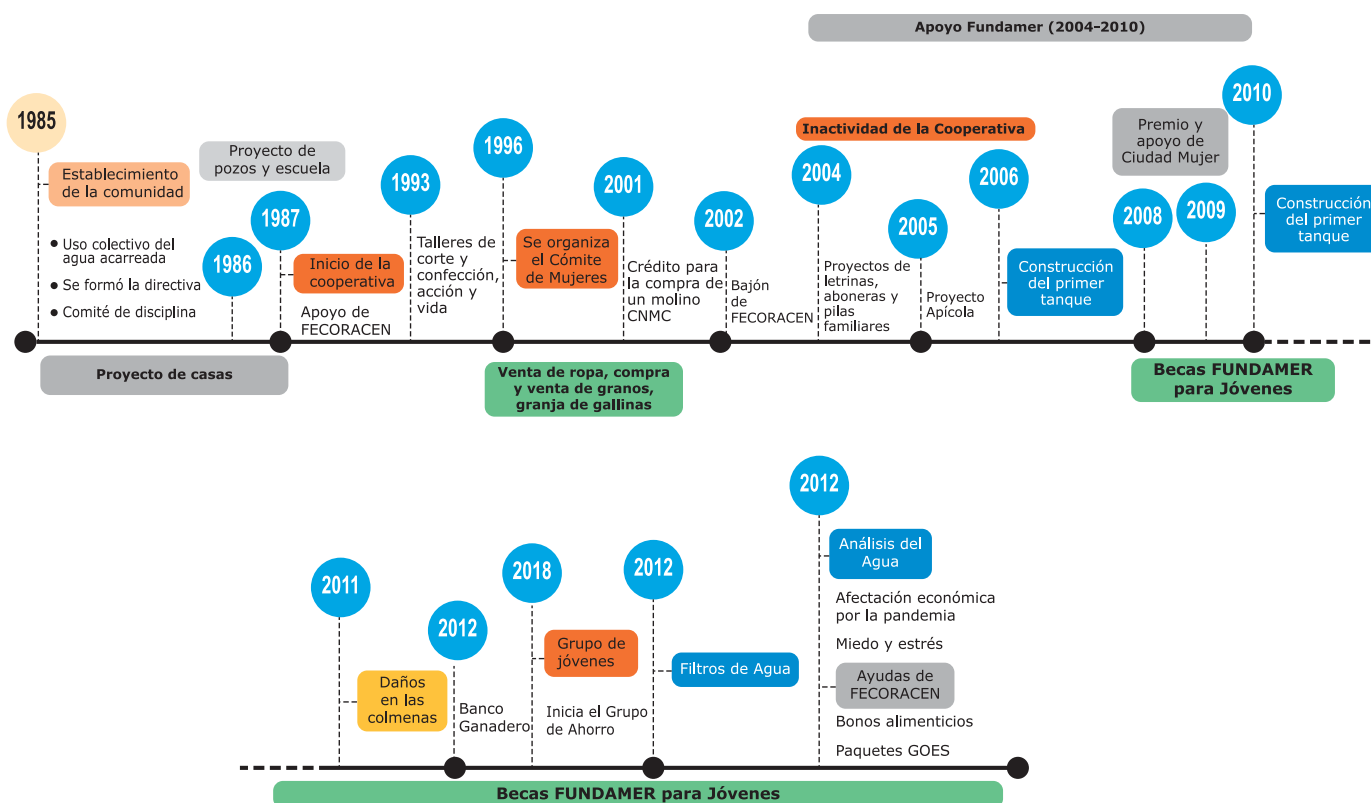 Apoyo Fundamer (2004–2010)
1985
Establecimiento
de la comunidad
• Uso colectivo del
agua acarreada
• Se formó la directiva
• Comité de disciplina
Proyecto de casas
1986
Proyecto de
pozos y escuela
1987
Inicio de la
cooperativa
Apoyo de
FECORACEN
1993
Talleres de
corte y
confección,
acción y
vida
1996
Se organiza
el Cómite
de Mujeres
Venta de ropa, compra
y venta de granos,
granja de gallinas
2001
Crédito para
la compra de
un molino
CNMC
2002
Bajón
de
FECORACEN
Inactividad de la Cooperativa
2004
Proyectos de
letrinas,
aboneras y
pilas
familiares
2005
Proyecto
Apícola
2006
Construcción
del primer
tanque
Premio y
apoyo de
Ciudad Mujer
2008
2009
2010
Construcción
del primer
tanque
Becas FUNDAMER
para Jóvenes
2011
Daños
en las
colmenas
2012
Banco
Ganadero
2018
Grupo de
jóvenes
Inicia el Grupo
de Ahorro
2012
Filtros de Agua
2012
Análisis del
Agua
Afectación económica
por la pandemia
Miedo y estrés
Ayudas de
FECORACEN
Bonos alimenticios
Paquetes GOES
Becas FUNDAMER para Jóvenes